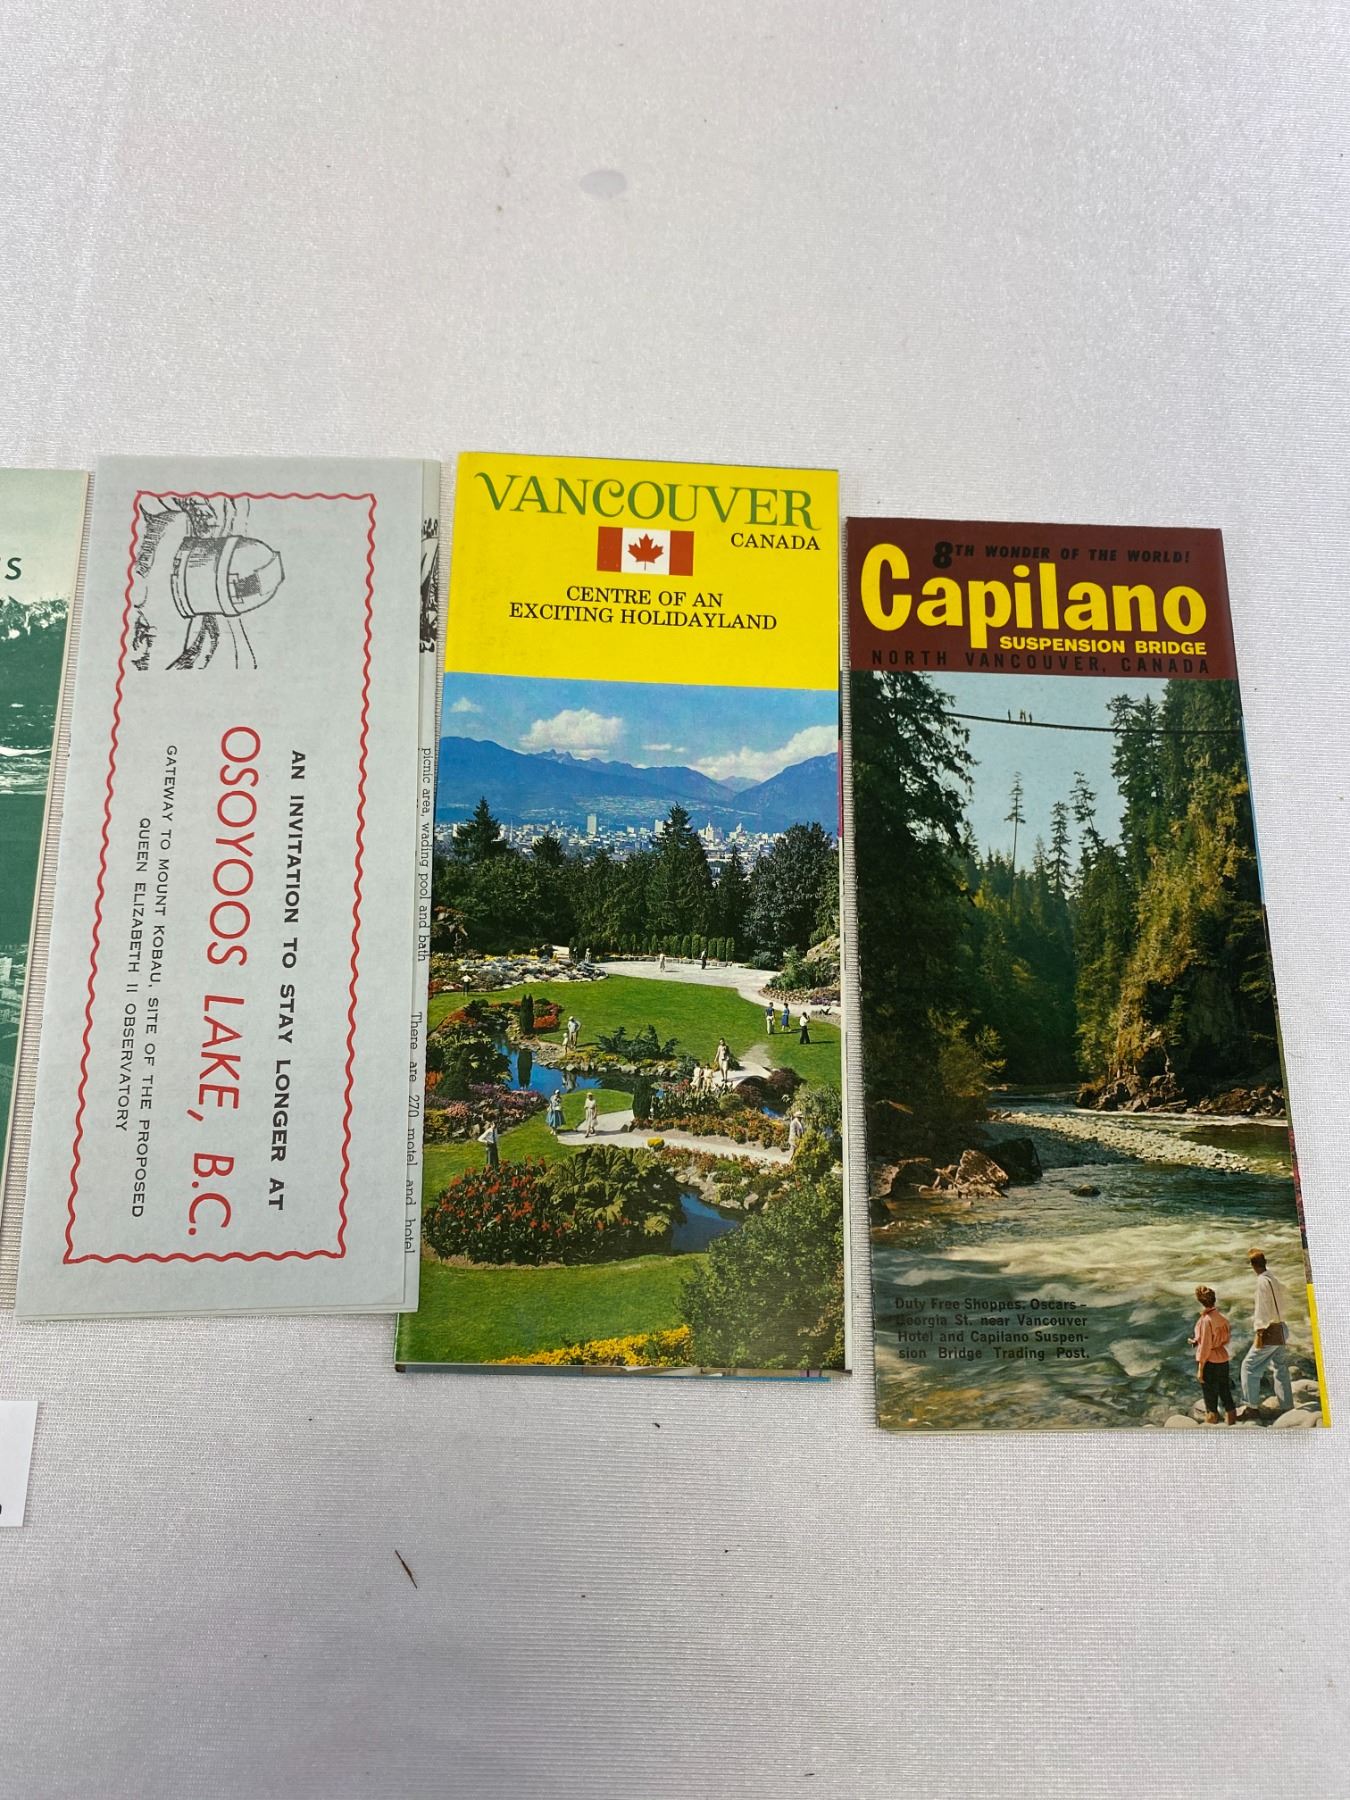 S
AN INVITATION TO STAY LONGER AT
OSOYOOS LAKE, B.C.
GATEWAY TO MOUNT KOBAU, SITE OF THE PROPOSED
QUEEN ELIZABETH II OBSERVATORY
picnic area, wading pool and bath
There are 270 motel and hotel
VANCOUVER
CANADA
CENTRE OF AN
EXCITING HOLIDAYLAND
8TH WONDER OF THE WORLD!
Capilano
SUSPENSION BRIDGE
NORTH VANCOUVER, CANADA
Duty Free Shoppes. Oscars –
Georgia St. near Vancouver
Hotel and Capilano Suspen-
sion Bridge Trading Post.